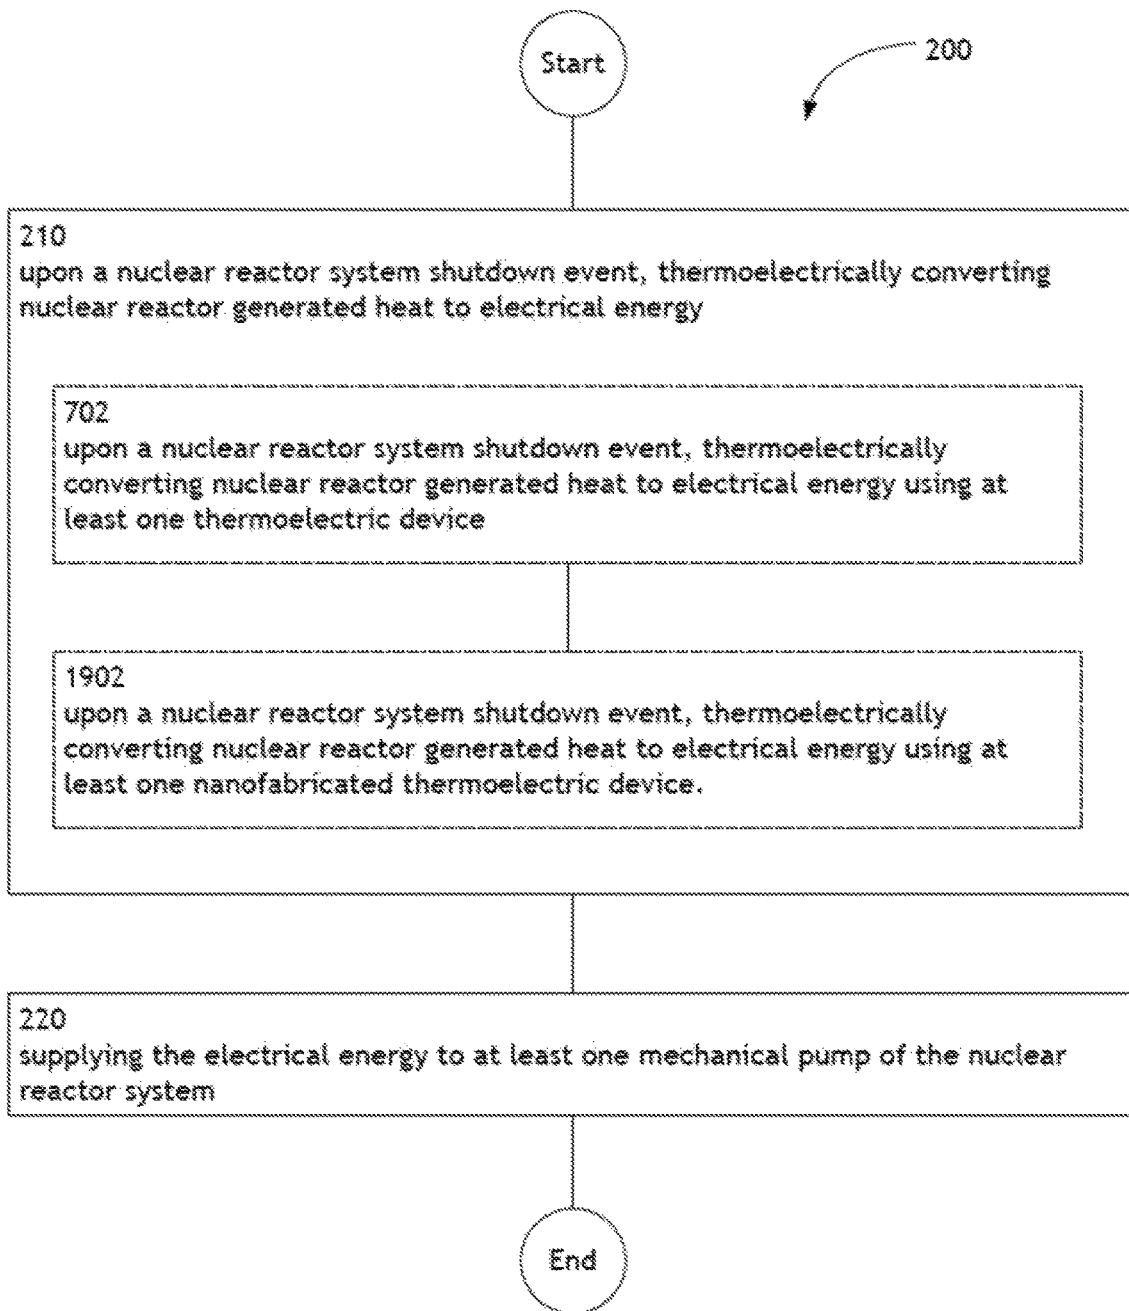 Start
200
210
upon a nuclear reactor system shutdown event, thermoelectrically converting
nuclear reactor generated heat to electrical energy
702
upon a nuclear reactor system shutdown event, thermoelectrically
converting nuclear reactor generated heat to electrical energy using at
least one thermoelectric device
1902
upon a nuclear reactor system shutdown event, thermoelectrically
converting nuclear reactor generated heat to electrical energy using at
least one nanofabricated thermoelectric device.
220
supplying the electrical energy to at least one mechanical pump of the nuclear
reactor system
End